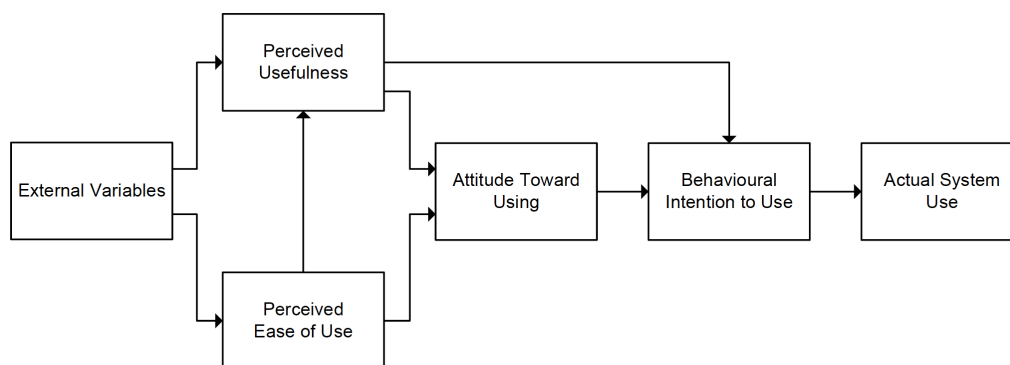 Perceived
Usefulness
External Variables
Attitude Toward
Using
Behavioural
Intention to Use
Actual System
Use
Perceived
Ease of Use